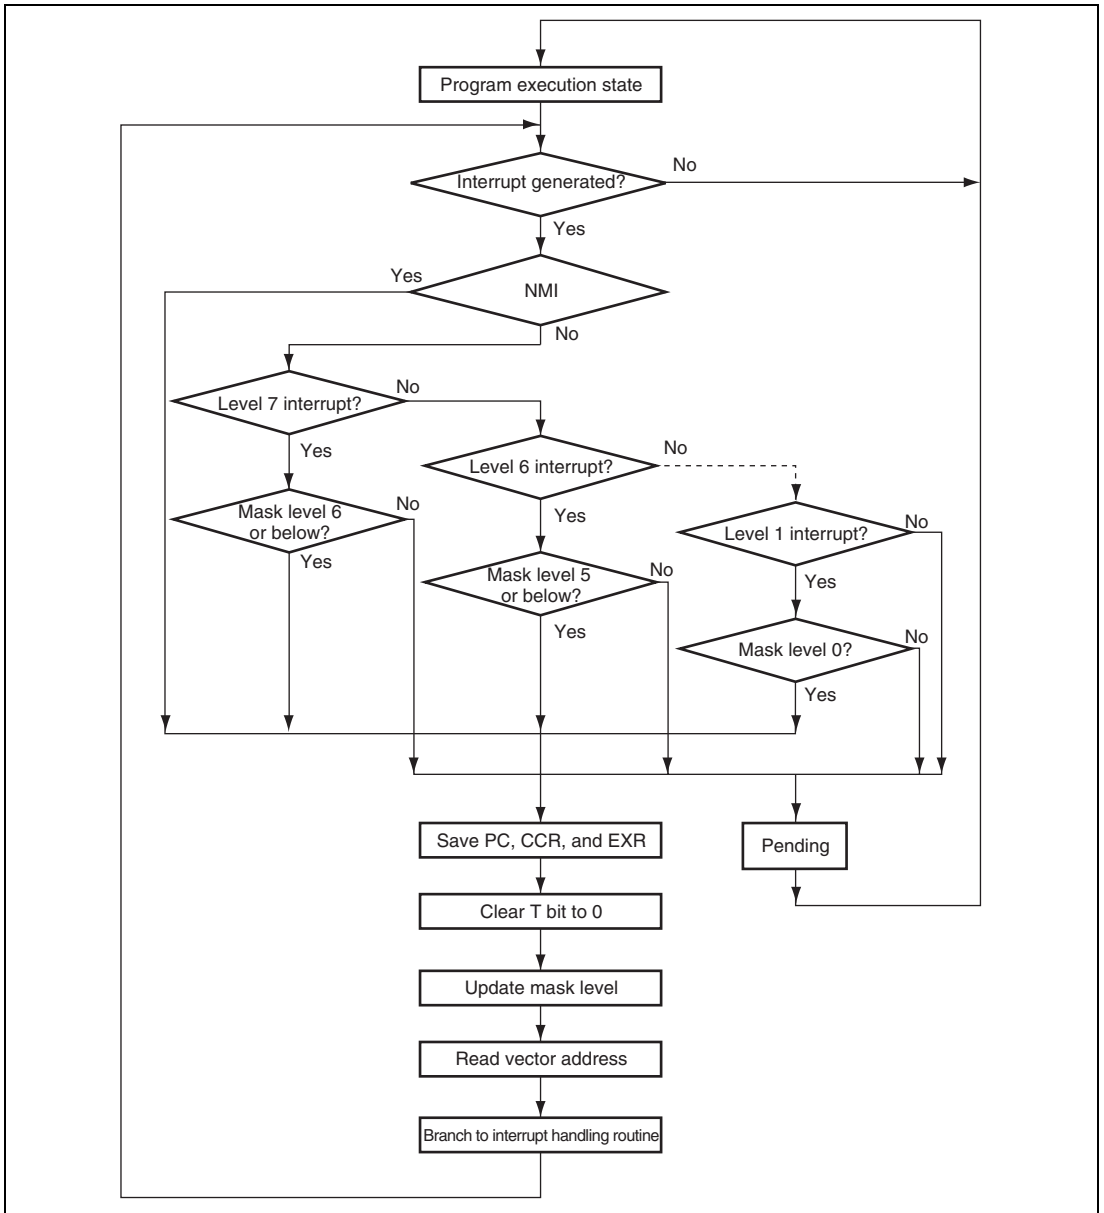 Program execution state
Interrupt generated?
No
Yes
Yes
NMI
No
Level 7 interrupt?
No
Yes
Level 6 interrupt?
No
Mask level 6
or below?
No
Yes
Yes
Level 1 interrupt?
No
Mask level 5
or below?
No
Yes
Yes
Mask level 0?
No
Yes
Save PC, CCR, and EXR
Pending
Clear T bit to 0
Update mask level
Read vector address
Branch to interrupt handling routine